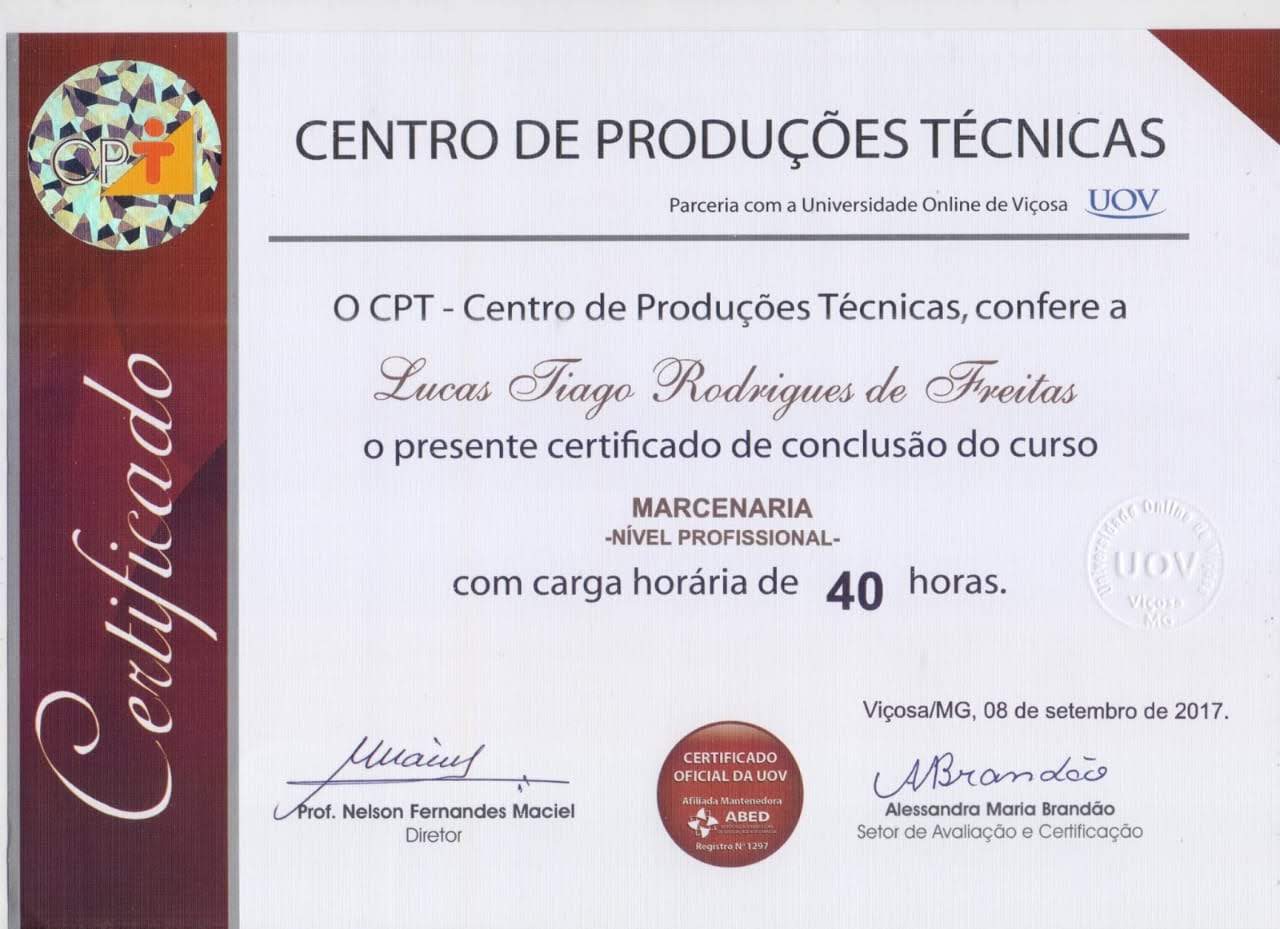 Certificado
CPT
CENTRO DE PRODUÇÕES TÉCNICAS
Parceria com a Universidade Online de Viçosa UOV
O CPT - Centro de Produções Técnicas, confere a
Lucas Tiago Rodrigues de Freitas
o presente certificado de conclusão do curso
MARCENARIA
-NÍVEL PROFISSIONAL-
com carga horária de 40 horas.
Universidade Online de Viçosa
UOV
Viçosa
MG
Viçosa/MG, 08 de setembro de 2017.
Prof. Nelson Fernandes Maciel
Diretor
CERTIFICADO
OFICIAL DA UOV
Afiliada Mantenedora
ABED
Registro N°1297
ABrandão
Alessandra Maria Brandão
Setor de Avaliação e Certificação